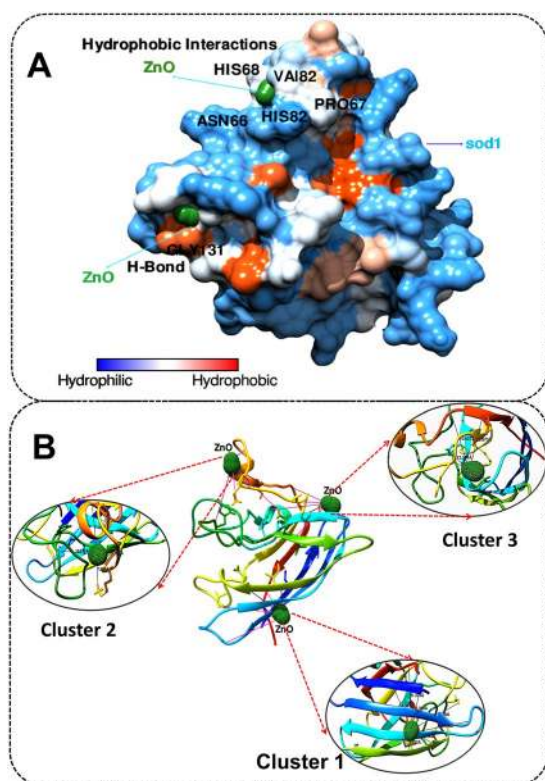 A
Hydrophobic Interactions
ZnO
HIS68
VAI82
PRO67
HIS82
ASN66
sod1
GLY131
H-Bond
ZnO
Hydrophilic
Hydrophobic
B
ZnO
ZnO
Cluster 3
Cluster 2
ZnO
Cluster 1